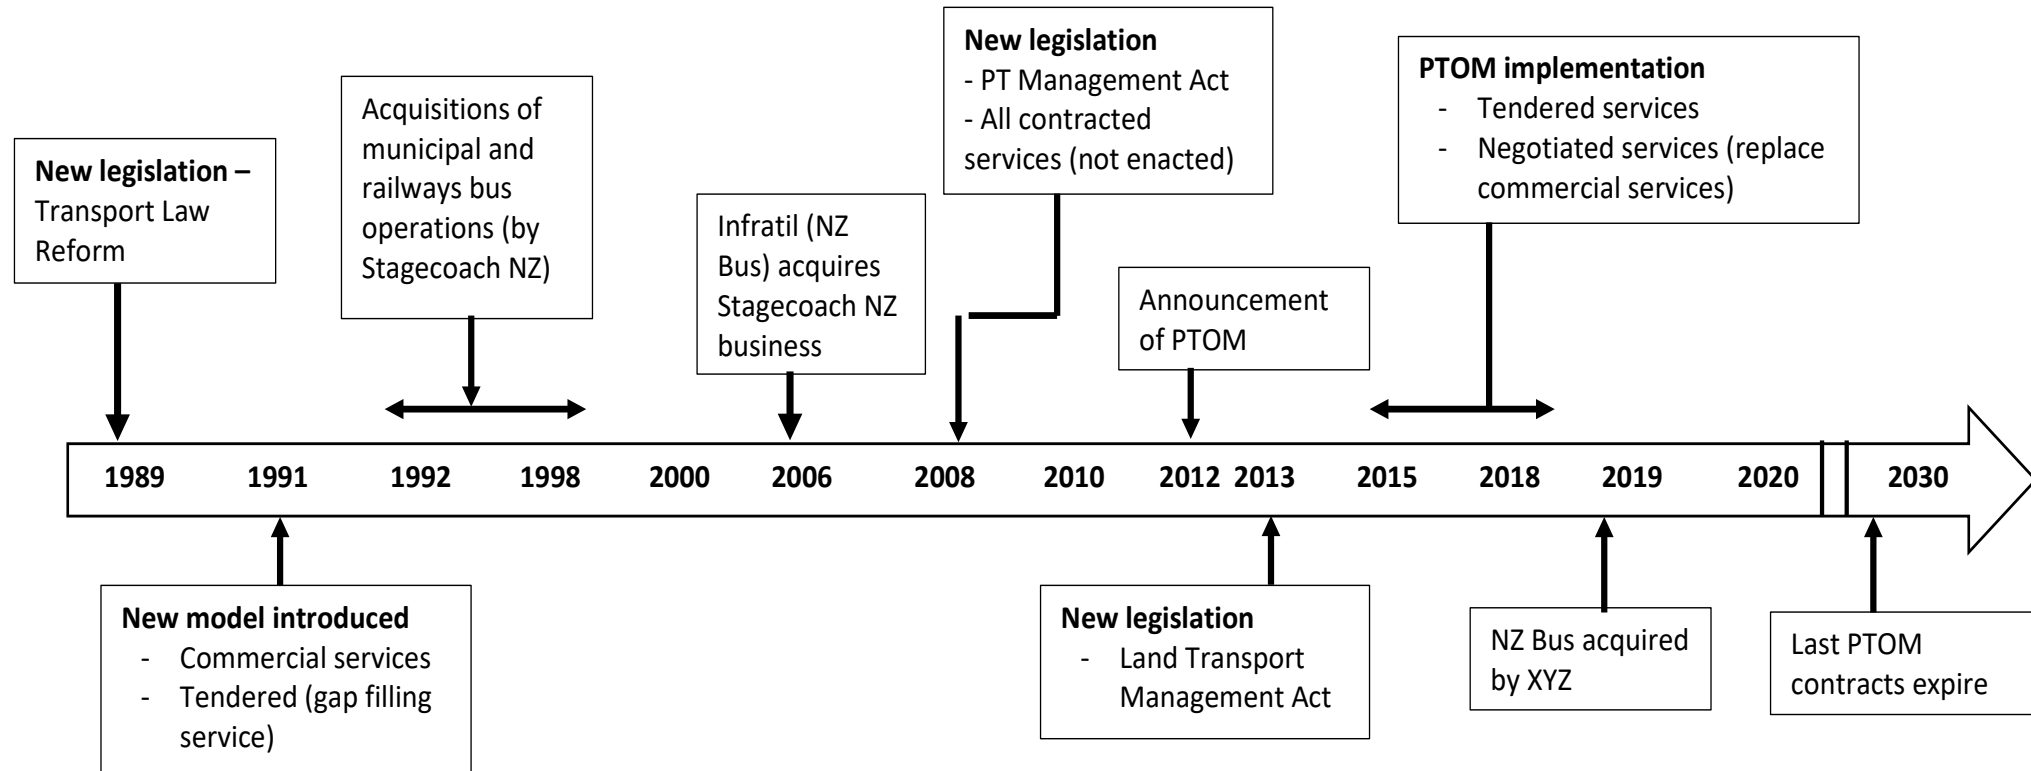 New legislation –
Transport Law
Reform
Acquisitions of
municipal and
railways bus
operations (by
Stagecoach NZ)
Infratil (NZ
Bus) acquires
Stagecoach NZ
business
New legislation
- PT Management Act
- All contracted
services (not enacted)
Announcement
of PTOM
PTOM implementation
- Tendered services
- Negotiated services (replace
commercial services)
1989 1991 1992 1998 2000 2006 2008 2010 2012 2013 2015 2018 2019 2020 2030
New model introduced
- Commercial services
- Tendered (gap filling
service)
New legislation
- Land Transport
Management Act
NZ Bus acquired
by XYZ
Last PTOM
contracts expire